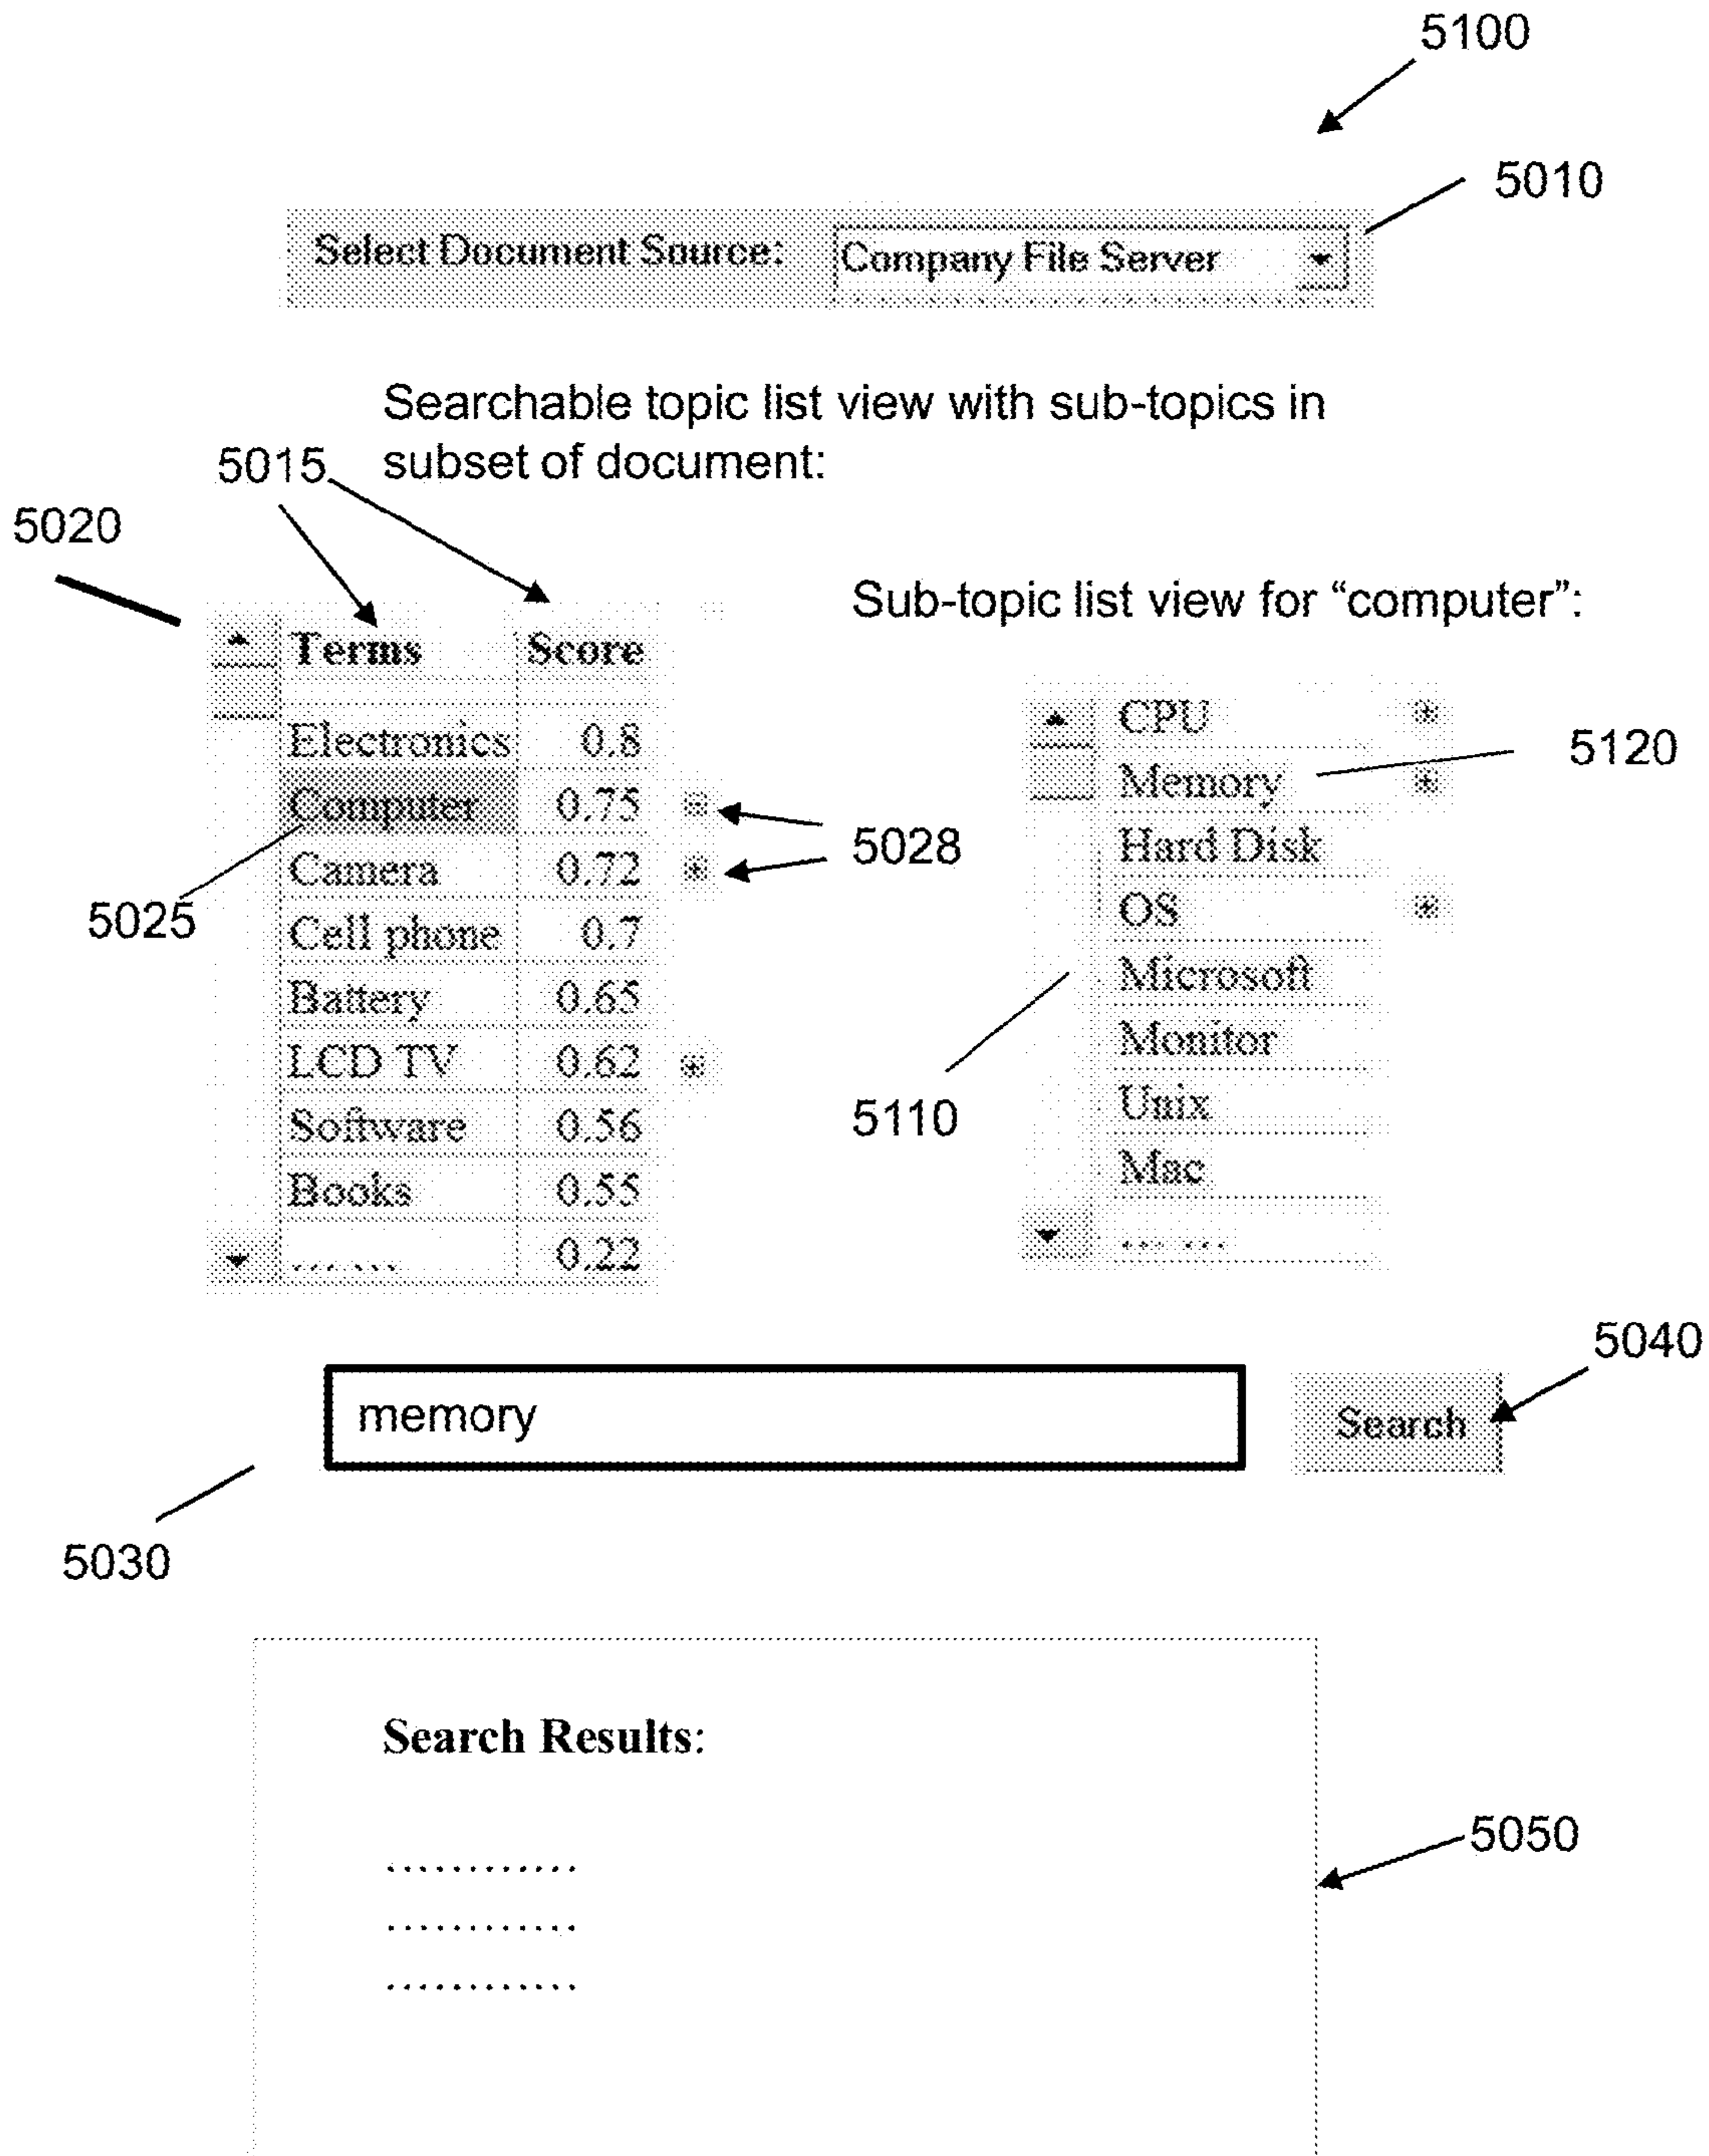 5100
5010
Select Document Source: Company File Server
Searchable topic list view with sub-topics in
subset of document:
5015
5020
Sub-topic list view for “computer”:
Terms Score
Electronics 0.8
Computer 0.75
Camera 0.72
Cell phone 0.7
Battery 0.65
LCD TV 0.62
Software 0.56
Books 0.55
... ... 0.22
5028
5025
CPU
Memory
Hard Disk
OS
Microsoft
Monitor
Unix
Mac
... ...
5120
5110
memory
Search
5040
5030
Search Results:
............
............
............
5050